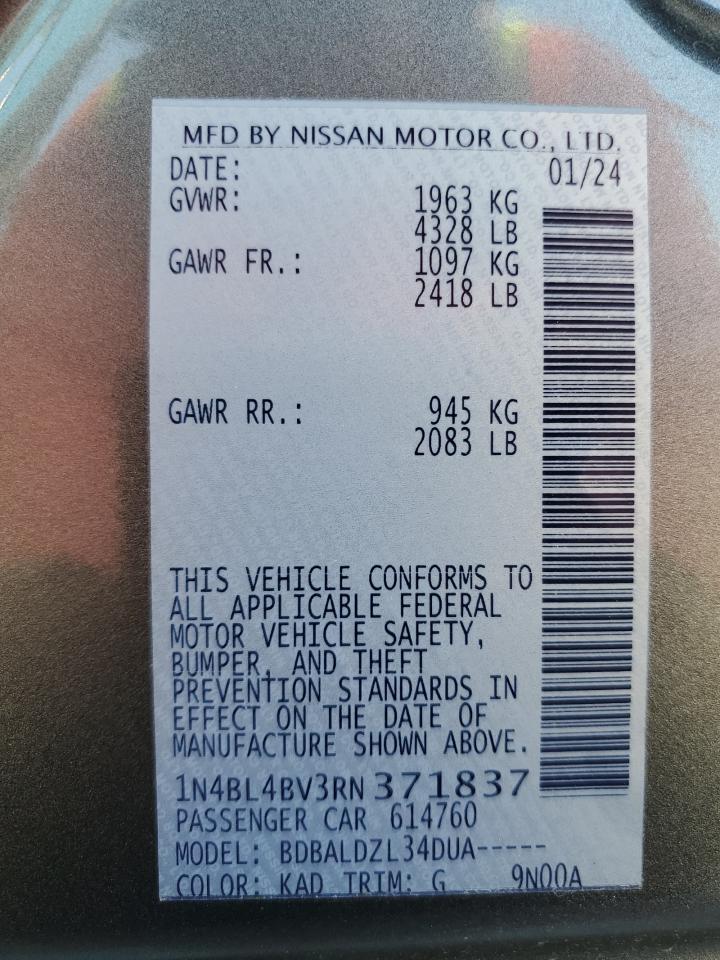 MFD BY NISSAN MOTOR CO., LTD.
DATE: 01/24
GVWR: 1963 KG
4328 LB
GAWR FR.: 1097 KG
2418 LB
GAWR RR.: 945 KG
2083 LB
THIS VEHICLE CONFORMS TO
ALL APPLICABLE FEDERAL
MOTOR VEHICLE SAFETY,
BUMPER, AND THEFT
PREVENTION STANDARDS IN
EFFECT ON THE DATE OF
MANUFACTURE SHOWN ABOVE.
1N4BL4BV3RN371837
PASSENGER CAR 614760
MODEL: BDBALDZL34DUA-----
COLOR: KAD TRIM: G 9N00A